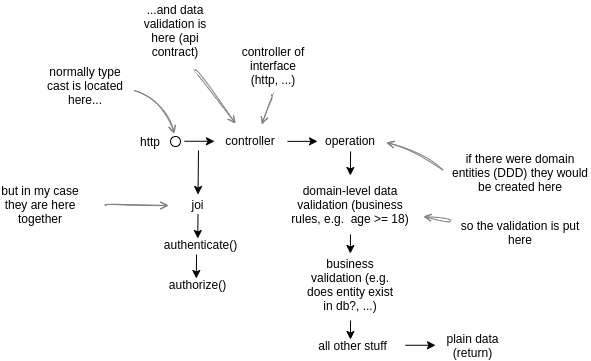 ...and data
validation is
here (api
contract)
controller of
interface
(http, ...)
normally type
cast is located
here...
http
controller
operation
if there were domain
entities (DDD) they would
be created here
but in my case
they are here
together
joi
domain-level data
validation (business
rules, e.g. age >= 18)
so the validation is put
here
authenticate()
authorize()
business
validation (e.g.
does entity exist
in db?, ...)
all other stuff
plain data
(return)